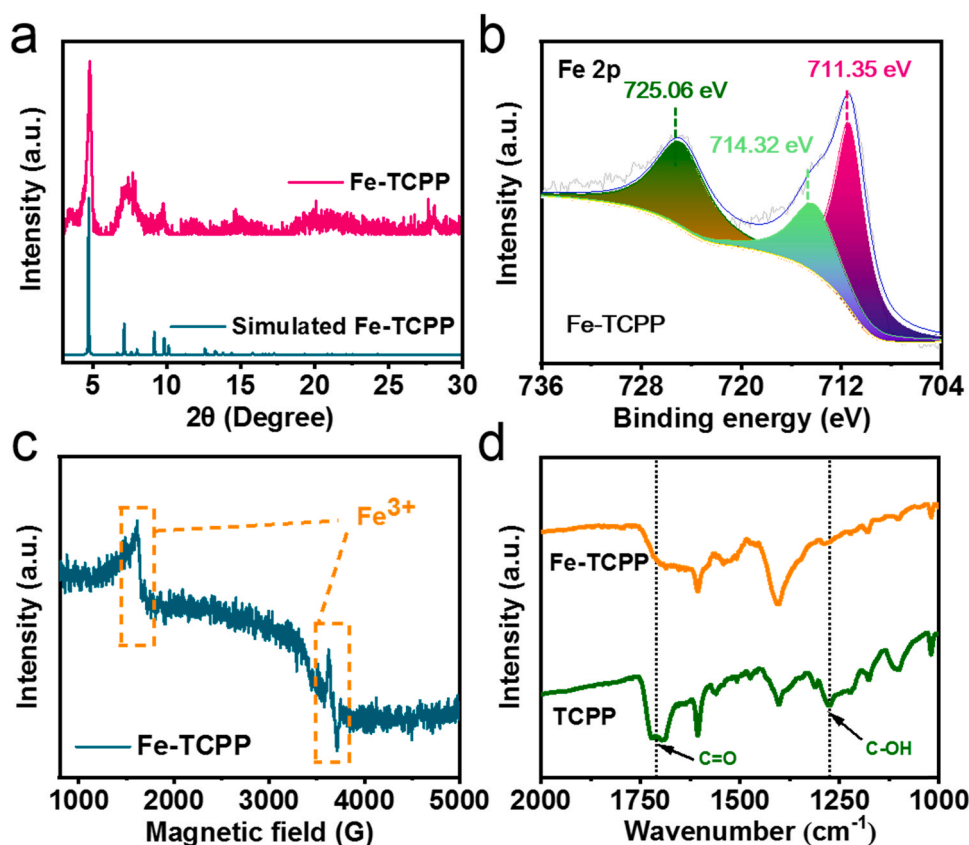 a
Intensity (a.u.)
Fe-TCPP
Simulated Fe-TCPP
5 10 15 20 25 30
2θ (Degree)
b
Intensity (a.u.)
Fe 2p
711.35 eV
725.06 eV
714.32 eV
Fe-TCPP
736 728 720 712 704
Binding energy (eV)
c
Intensity (a.u.)
Fe³⁺
Fe-TCPP
1000 2000 3000 4000 5000
Magnetic field (G)
d
Intensity (a.u.)
Fe-TCPP
TCPP
C=O
C-OH
2000 1750 1500 1250 1000
Wavenumber (cm⁻¹)